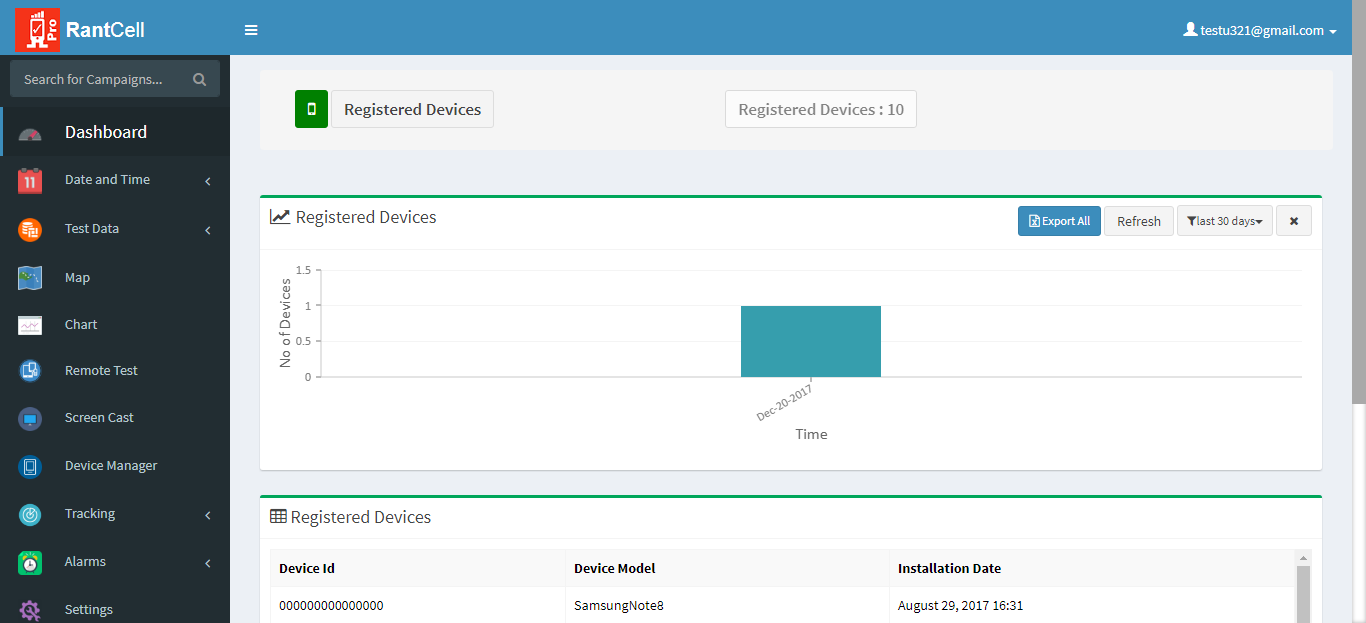 Pro
RantCell
testu321@gmail.com
Search for Campaigns...
Dashboard
11
Date and Time
Test Data
Map
Chart
Remote Test
Screen Cast
Device Manager
Tracking
Alarms
Settings
Registered Devices
Registered Devices : 10
Registered Devices
Export All
Refresh
last 30 days
No of Devices
1.5
1
0.5
0
Dec-20-2017
Time
Registered Devices
Device Id Device Model Installation Date
000000000000000 SamsungNote8 August 29, 2017 16:31